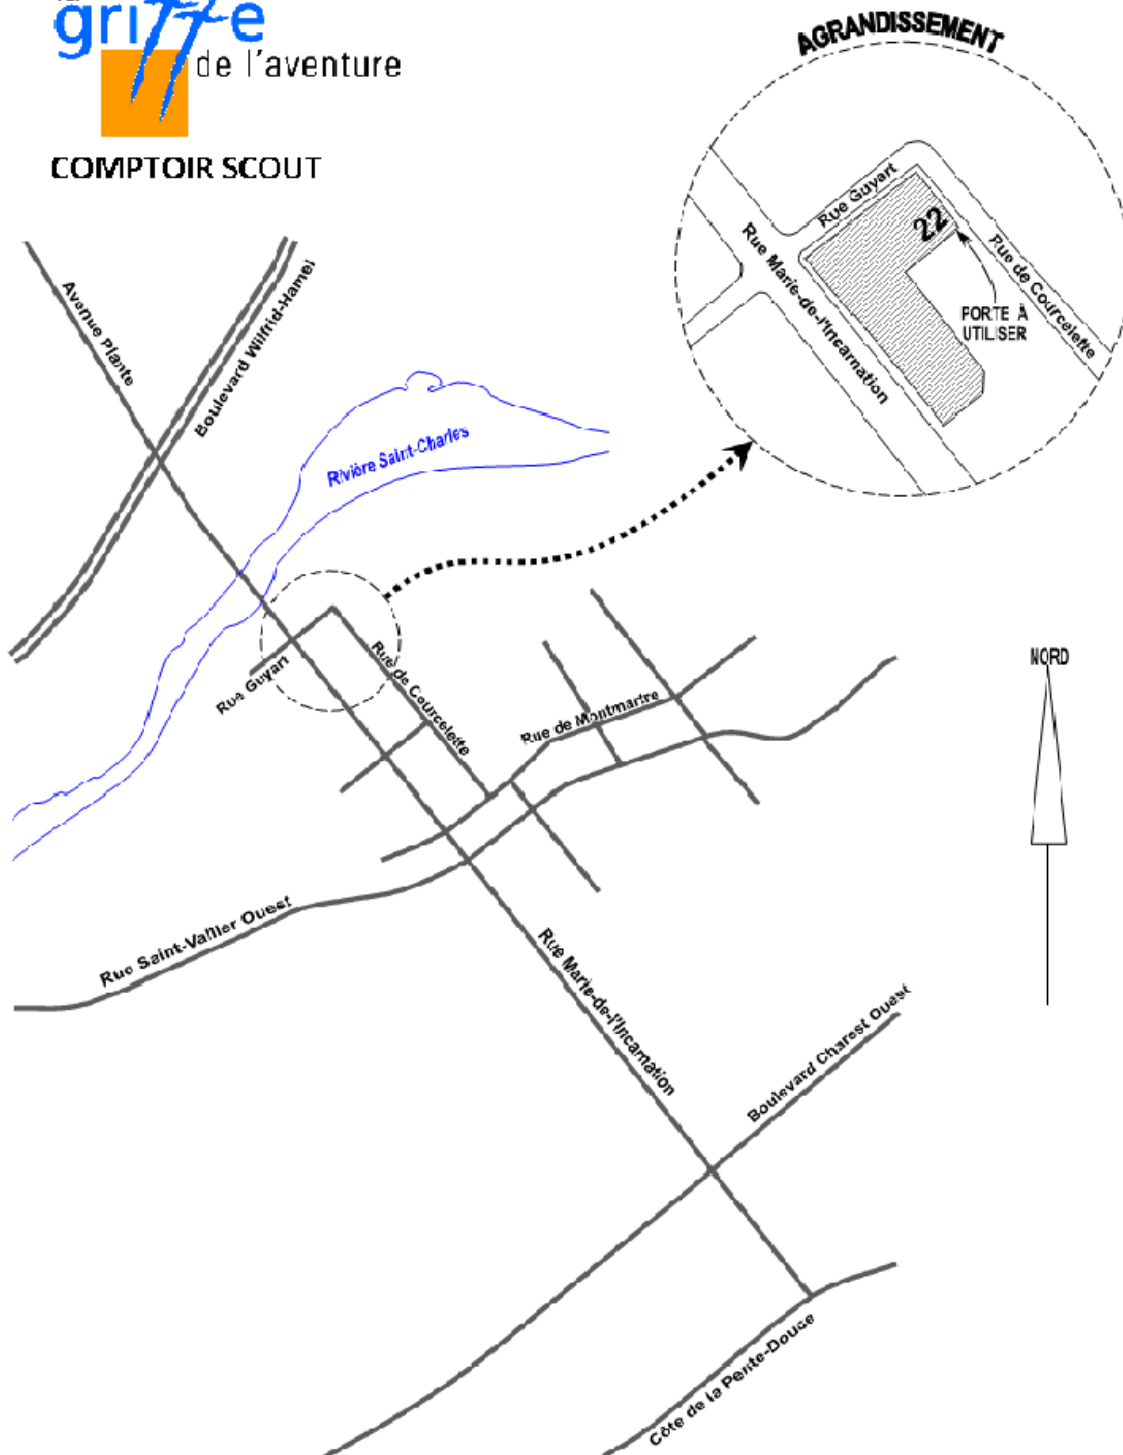 griffe
de l'aventure
COMPTOIR SCOUT
AGRANDISSEMENT
Rue Guyart
22
Rue Marie-de-l'Incarnation
Rue de Courcelette
PORTE À
UTILISER
Avenue Plante
Boulevard Wilfrid-Hamel
Rivière Saint-Charles
Rue Guyart
Rue de Courcelette
Rue de Montmartre
NORD
Rue Saint-Vallier Ouest
Rue Marie-de-l'Incarnation
Boulevard Charest Ouest
Côte de la Pente-Douce